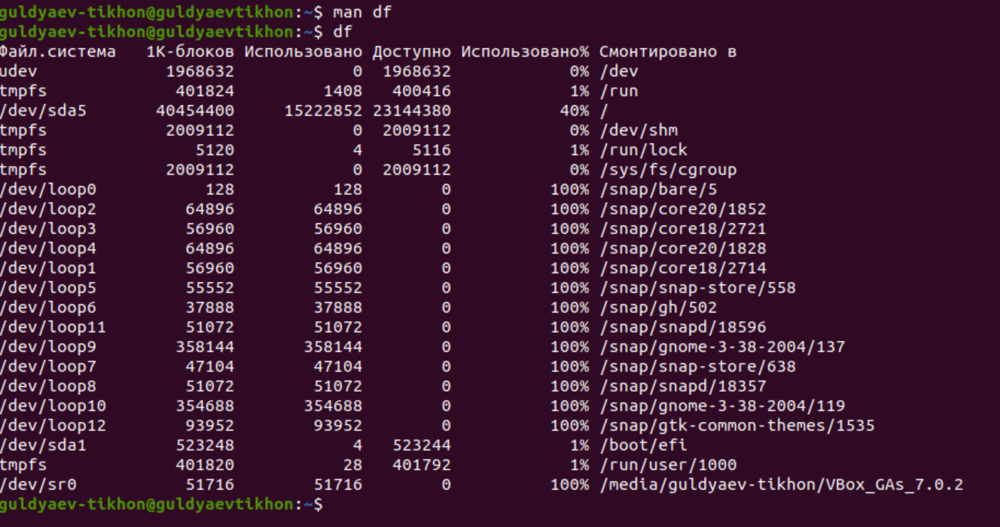 guldyaev-tikhon@guldyaevtikhon:~$ man df
guldyaev-tikhon@guldyaevtikhon:~$ df
Файл.система 1K-блоков Использовано Доступно Использовано% Смонтировано в
udev 1968632 0 1968632 0% /dev
tmpfs 401824 1408 400416 1% /run
/dev/sda5 40454400 15222852 23144380 40% /
tmpfs 2009112 0 2009112 0% /dev/shm
tmpfs 5120 4 5116 1% /run/lock
tmpfs 2009112 0 2009112 0% /sys/fs/cgroup
/dev/loop0 128 128 0 100% /snap/bare/5
/dev/loop2 64896 64896 0 100% /snap/core20/1852
/dev/loop3 56960 56960 0 100% /snap/core18/2721
/dev/loop4 64896 64896 0 100% /snap/core20/1828
/dev/loop1 56960 56960 0 100% /snap/core18/2714
/dev/loop5 55552 55552 0 100% /snap/snap-store/558
/dev/loop6 37888 37888 0 100% /snap/gh/502
/dev/loop11 51072 51072 0 100% /snap/snapd/18596
/dev/loop9 358144 358144 0 100% /snap/gnome-3-38-2004/137
/dev/loop7 47104 47104 0 100% /snap/snap-store/638
/dev/loop8 51072 51072 0 100% /snap/snapd/18357
/dev/loop10 354688 354688 0 100% /snap/gnome-3-38-2004/119
/dev/loop12 93952 93952 0 100% /snap/gtk-common-themes/1535
/dev/sda1 523248 4 523244 1% /boot/efi
tmpfs 401820 28 401792 1% /run/user/1000
/dev/sr0 51716 51716 0 100% /media/guldyaev-tikhon/VBox_GAs_7.0.2
guldyaev-tikhon@guldyaevtikhon:~$